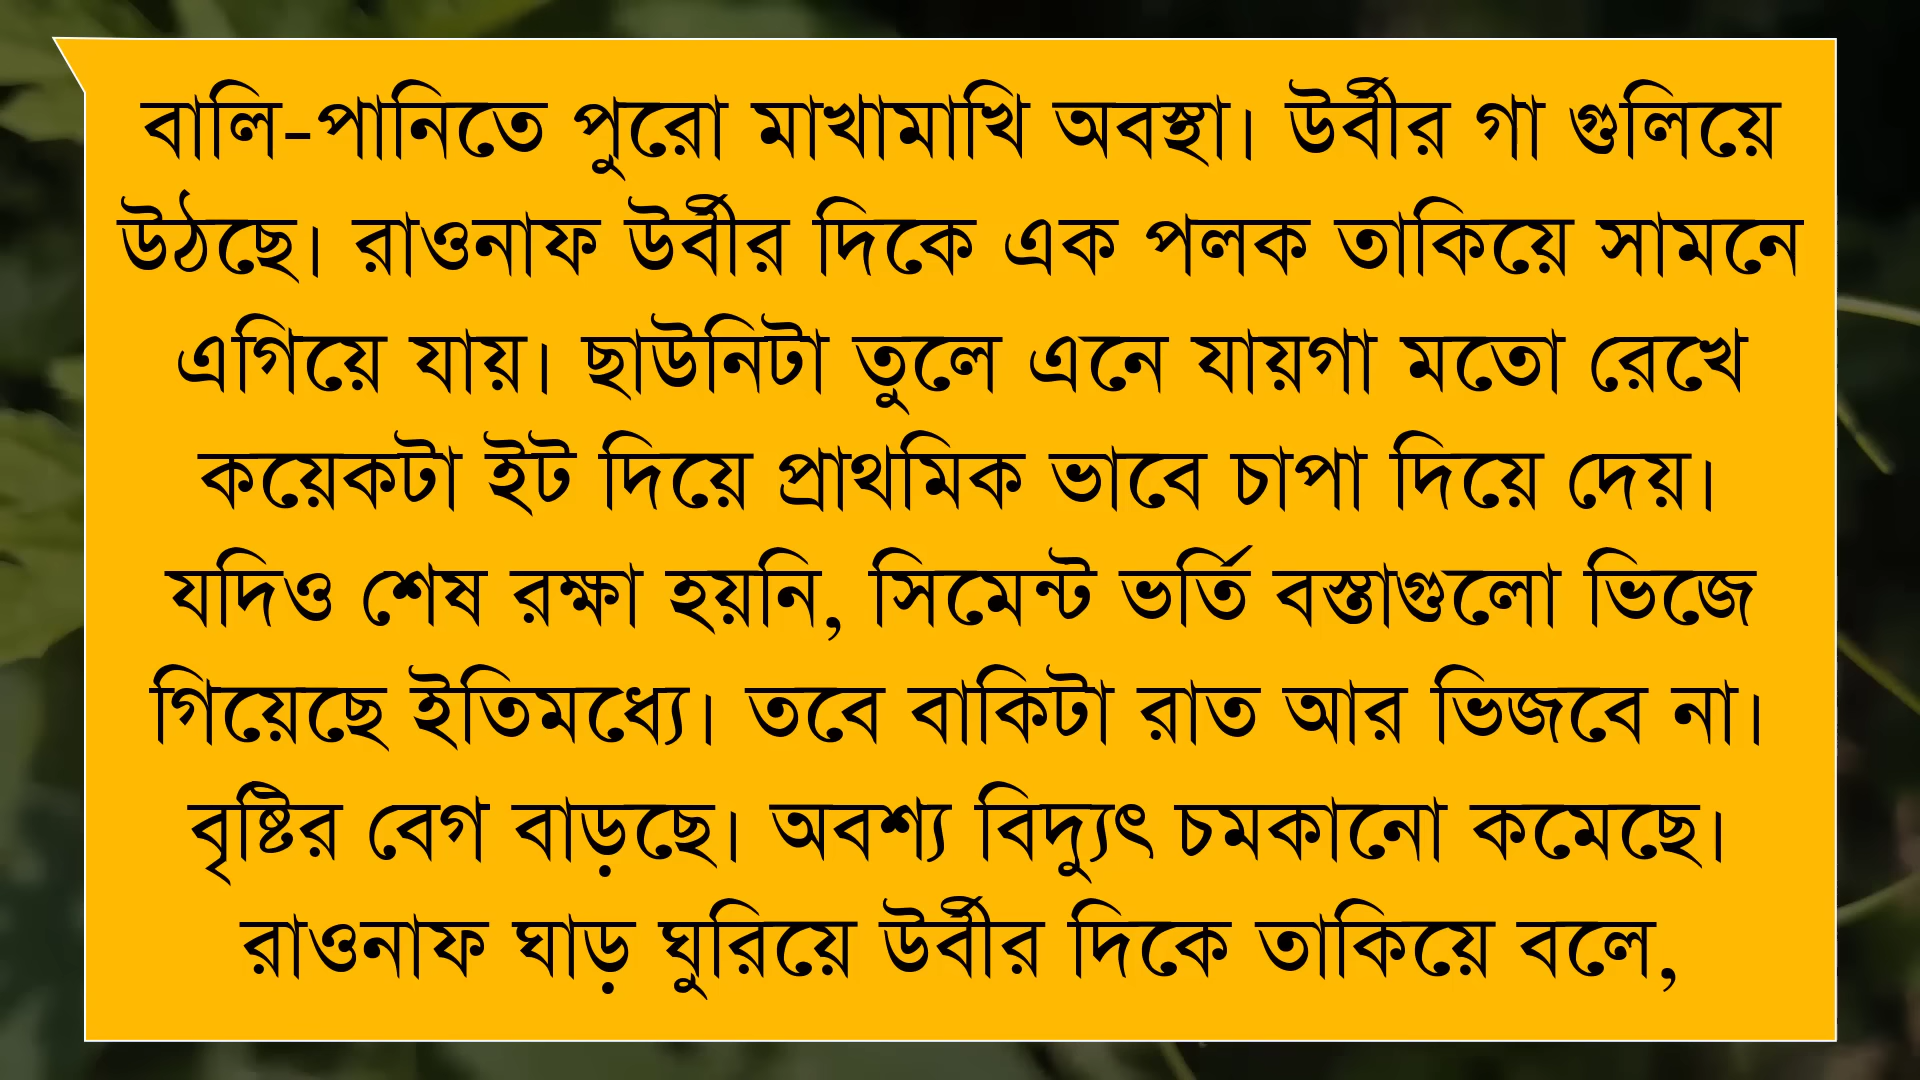 বালি-পানিতে পুরো মাখামাখি অবস্থা। উর্বীর গা গুলিয়ে
উঠছে। রাওনাফ উর্বীর দিকে এক পলক তাকিয়ে সামনে
এগিয়ে যায়। ছাউনিটা তুলে এনে যায়গা মতো রেখে
কয়েকটা ইট দিয়ে প্রাথমিক ভাবে চাপা দিয়ে দেয়।
যদিও শেষ রক্ষা হয়নি, সিমেন্ট ভর্তি বস্তাগুলো ভিজে
গিয়েছে ইতিমধ্যে। তবে বাকিটা রাত আর ভিজবে না।
বৃষ্টির বেগ বাড়ছে। অবশ্য বিদ্যুৎ চমকানো কমেছে।
রাওনাফ ঘাড় ঘুরিয়ে উর্বীর দিকে তাকিয়ে বলে,